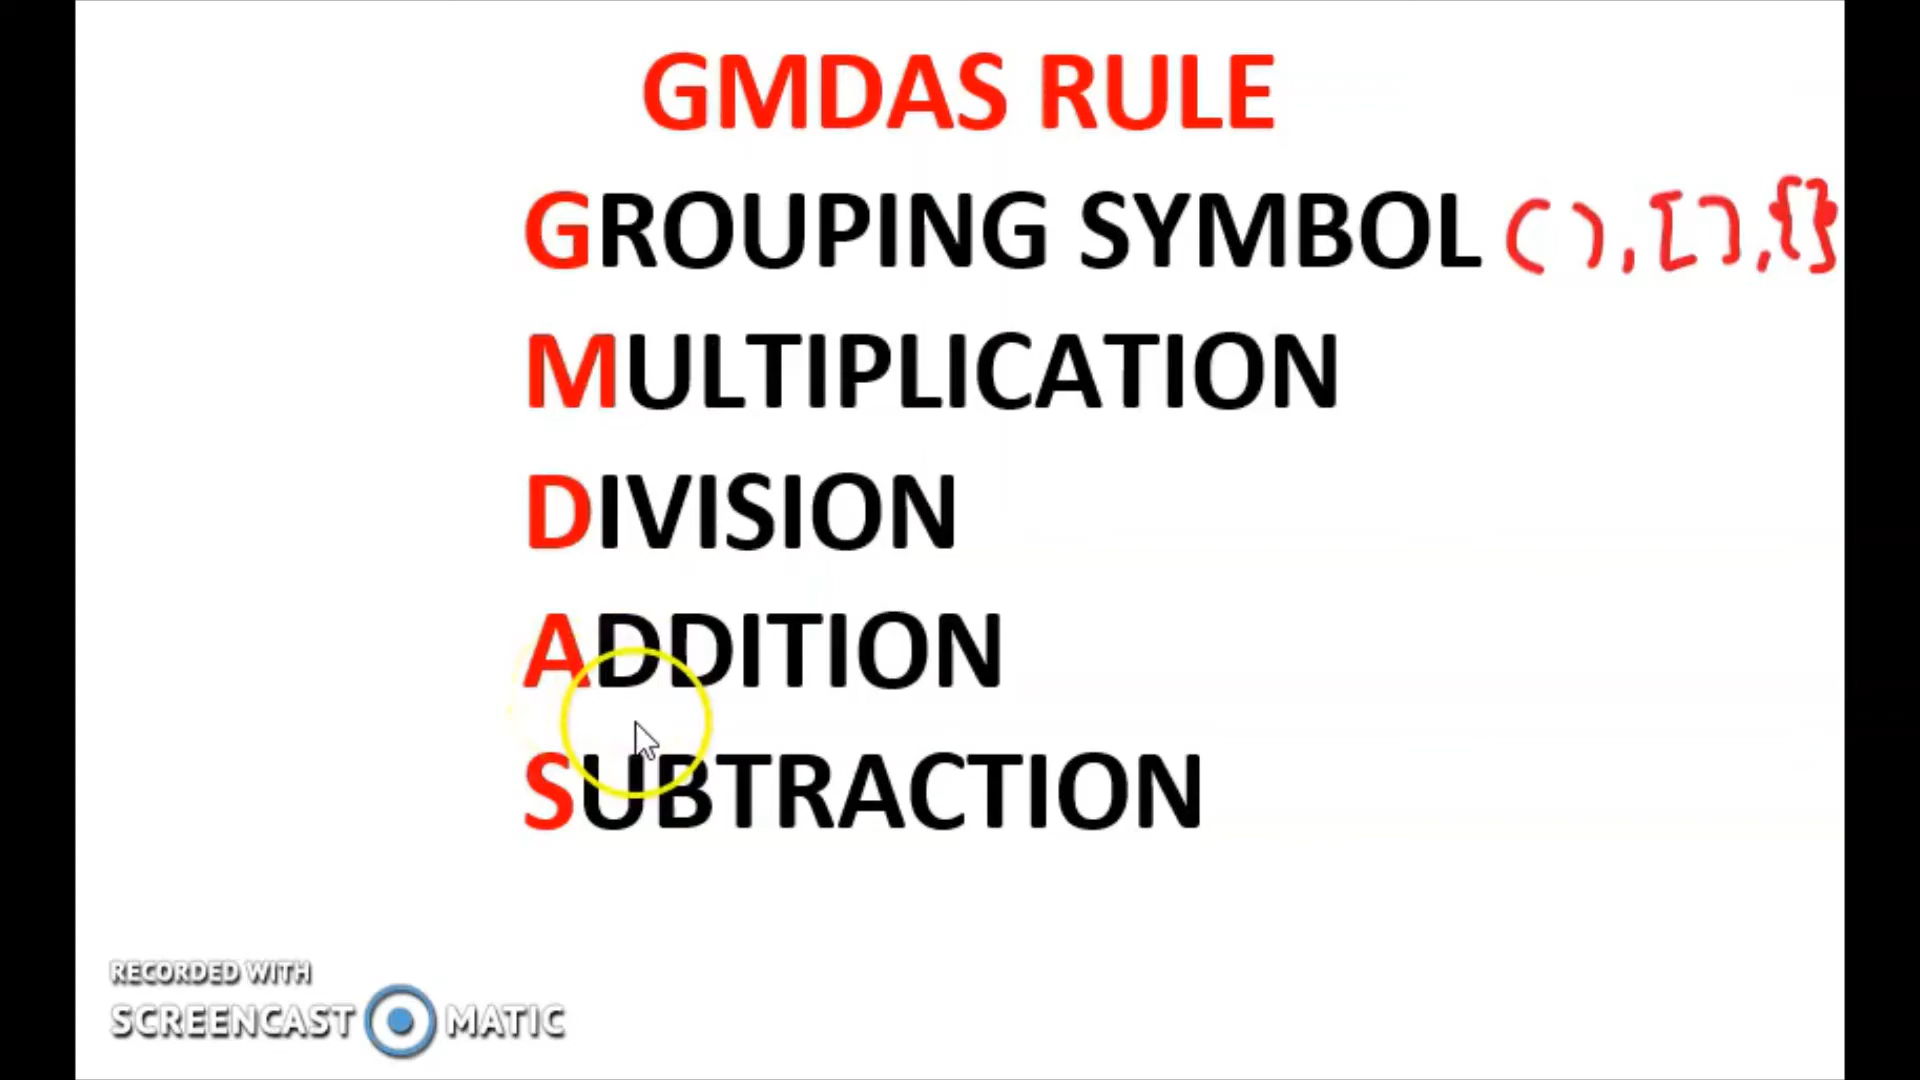 GMDAS RULE
GROUPING SYMBOL ( ), [ ], { }
MULTIPLICATION
DIVISION
ADDITION
SUBTRACTION
RECORDED WITH
SCREENCAST MATIC